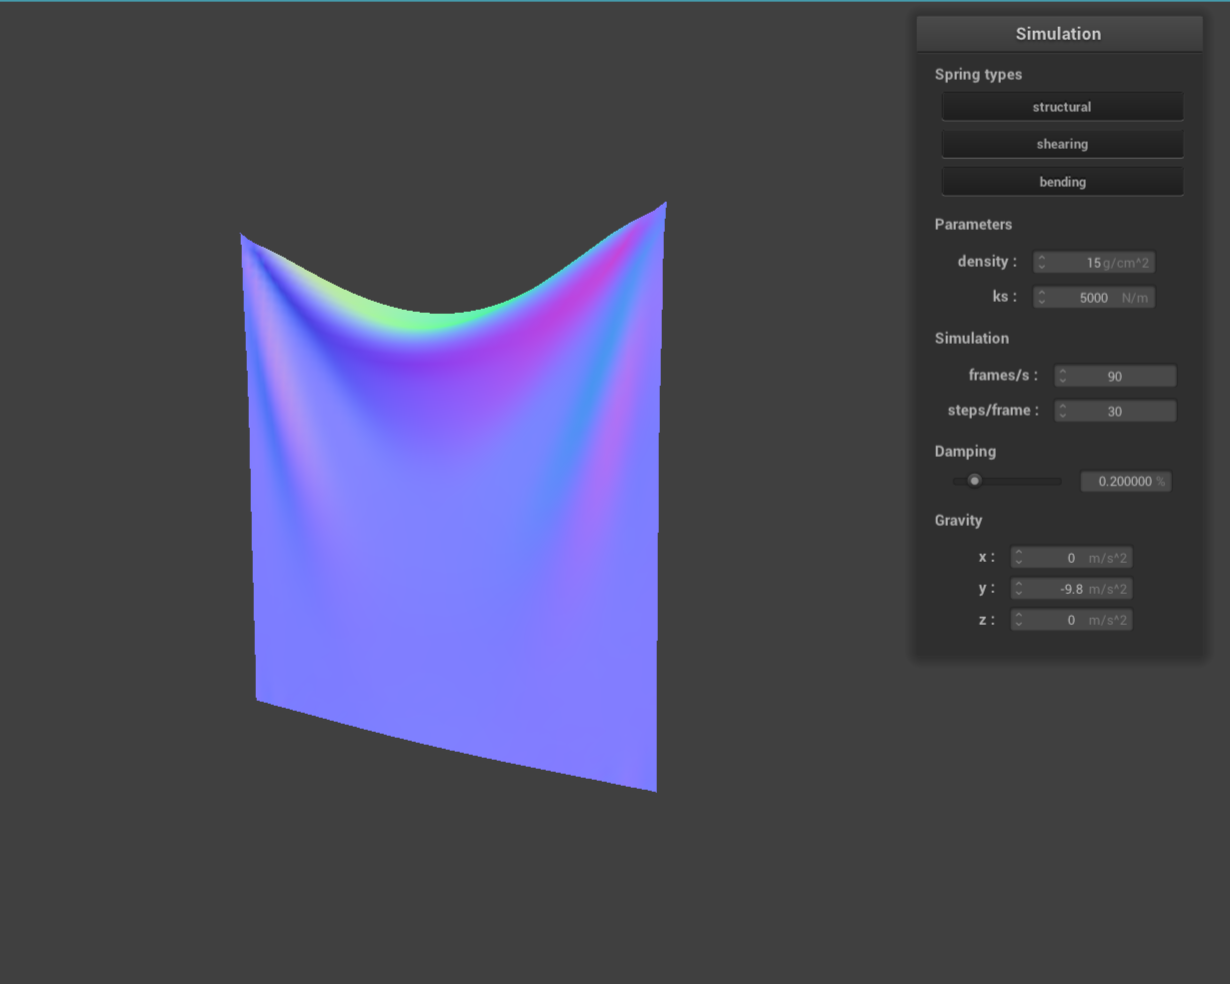 Simulation
Spring types
structural
shearing
bending
Parameters
density : 15 g/cm^2
ks : 5000 N/m
Simulation
frames/s : 90
steps/frame : 30
Damping
0.200000 %
Gravity
x : 0 m/s^2
y : -9.8 m/s^2
z : 0 m/s^2